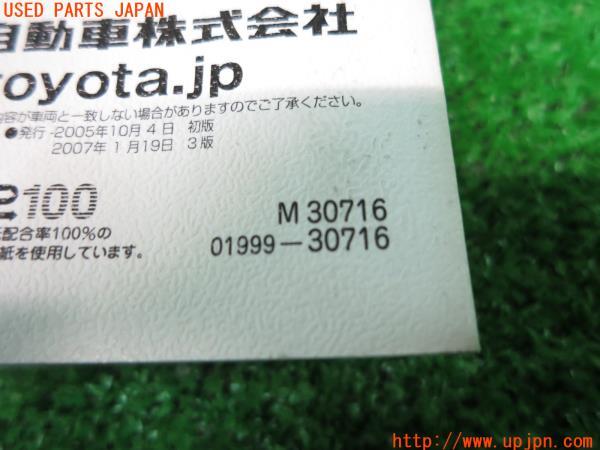 USED PARTS JAPAN
自動車株式会社
toyota.jp
内容が車両と一致しない場合がありますのでご了承ください。
●発行-2005年10月4日 初版
2007年1月19日 3版
R100
配合率100%の
紙を使用しています。
M 30716
01999-30716
http://www.upjpn.com/